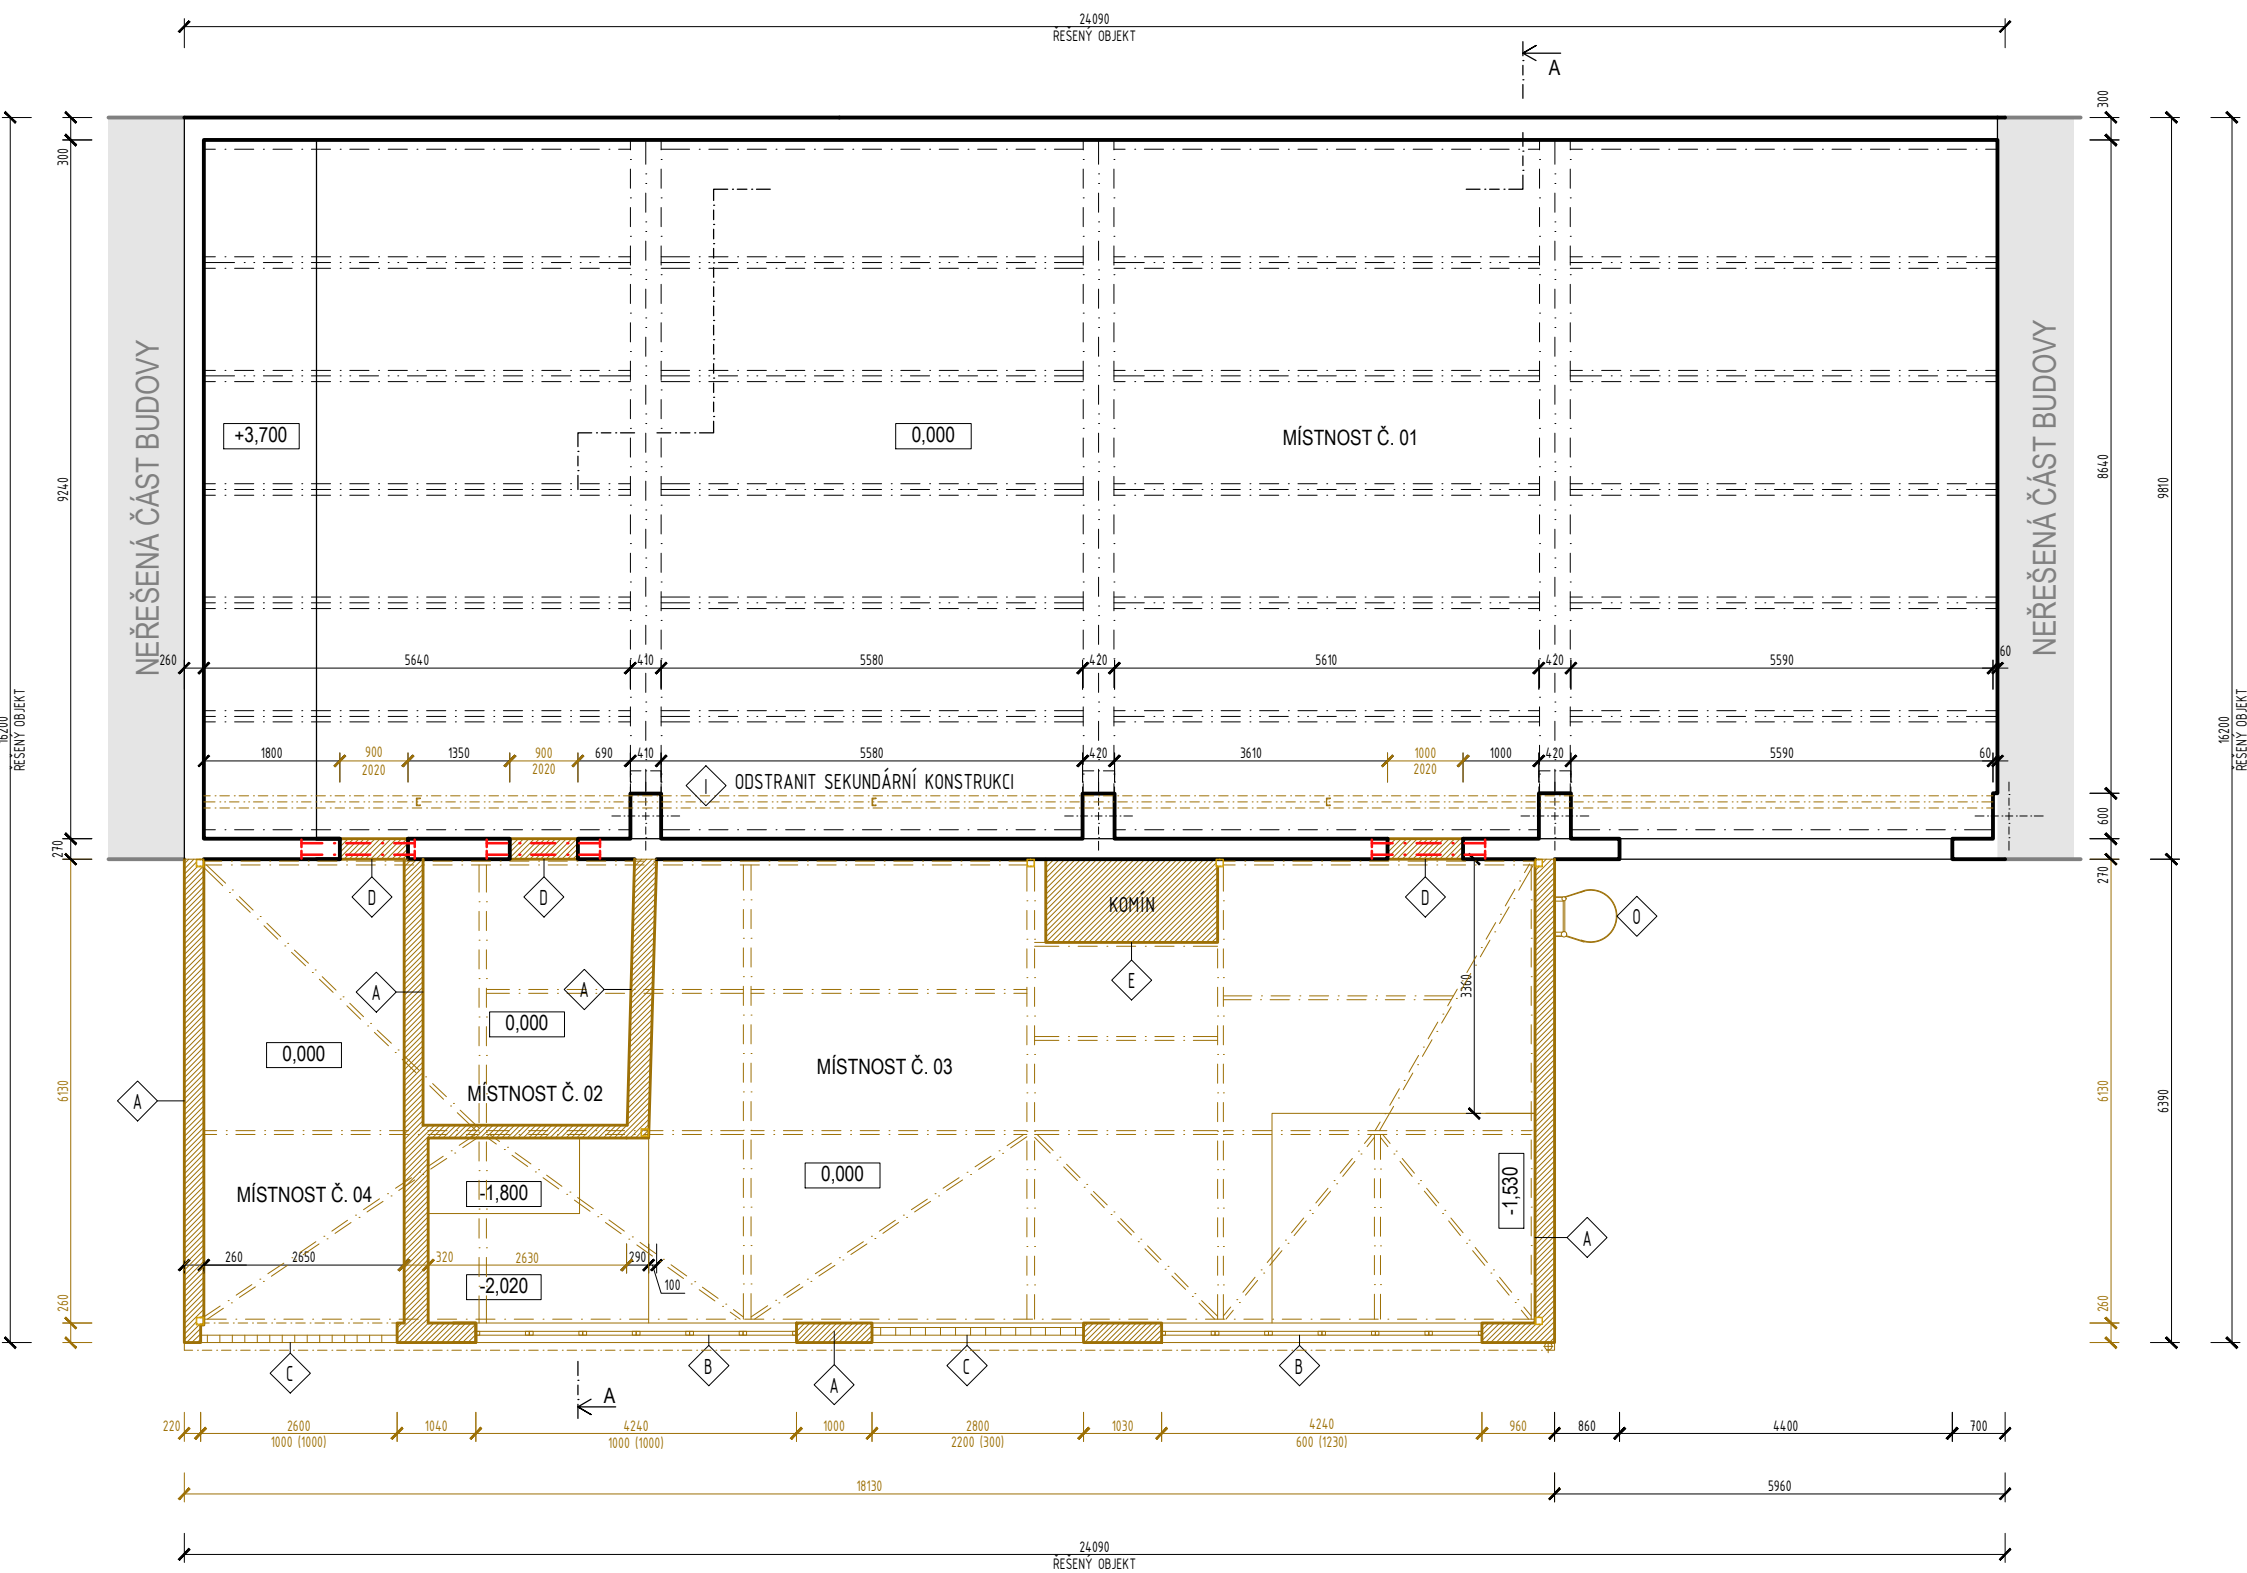 24090
ŘEŠENÝ OBJEKT
A
300
300
NEŘEŠENÁ ČÁST BUDOVY
NEŘEŠENÁ ČÁST BUDOVY
+3,700
0,000
MÍSTNOST Č. 01
9240
8640
9810
16200
ŘEŠENÝ OBJEKT
16200
ŘEŠENÝ OBJEKT
260
5640
410
5580
420
5610
420
5590
60
1800
900
2020
1350
900
2020
690
410
5580
420
3610
1000
2020
1000
420
5590
60
I
ODSTRANIT SEKUNDÁRNÍ KONSTRUKCI
600
270
270
D
D
D
KOMÍN
O
E
A
A
3360
0,000
0,000
MÍSTNOST Č. 03
MÍSTNOST Č. 02
A
6130
6130
6390
0,000
-1,800
MÍSTNOST Č. 04
-1,530
A
260
2650
320
2630
290
100
-2,020
260
260
C
B
A
C
B
A
220
2600
1000 (1000)
1040
4240
1000 (1000)
1000
2800
2200 (300)
1030
4240
600 (1230)
960
860
4400
700
18130
5960
24090
ŘEŠENÝ OBJEKT